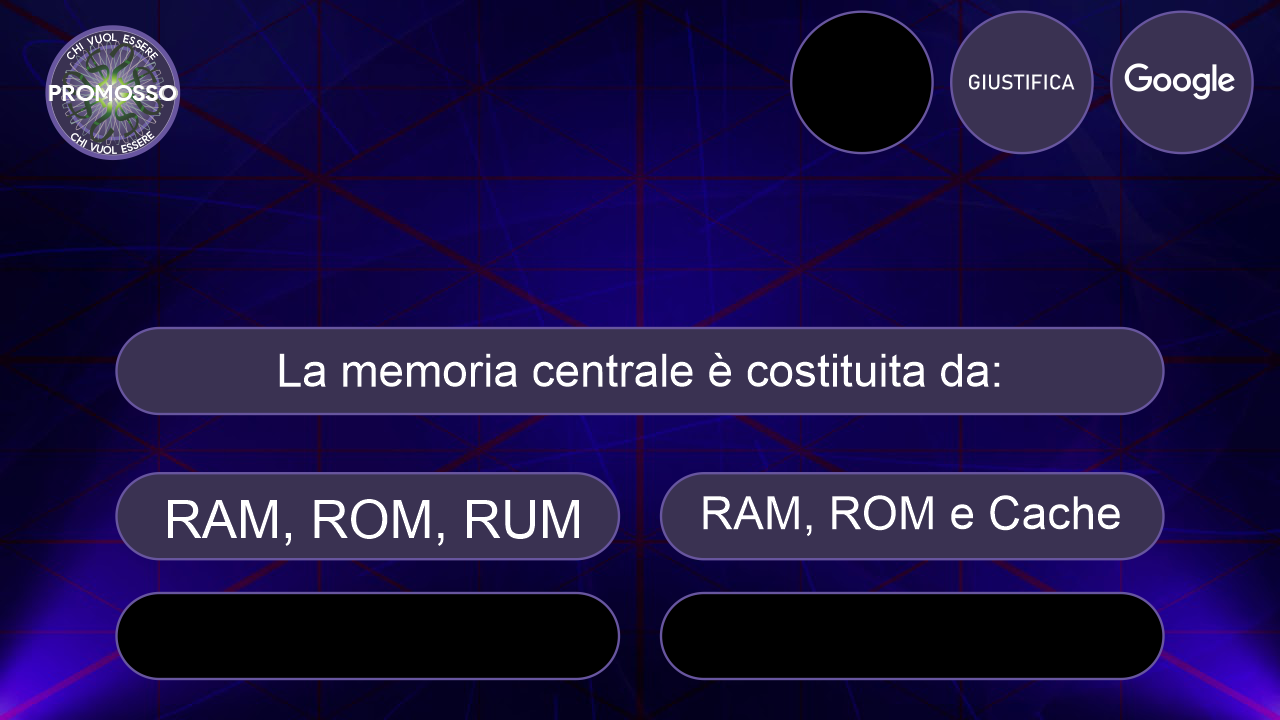 CHI VUOL ESSERE
PROMOSSO
CHI VUOL ESSERE
GIUSTIFICA
Google
La memoria centrale è costituita da:
RAM, ROM, RUM
RAM, ROM e Cache